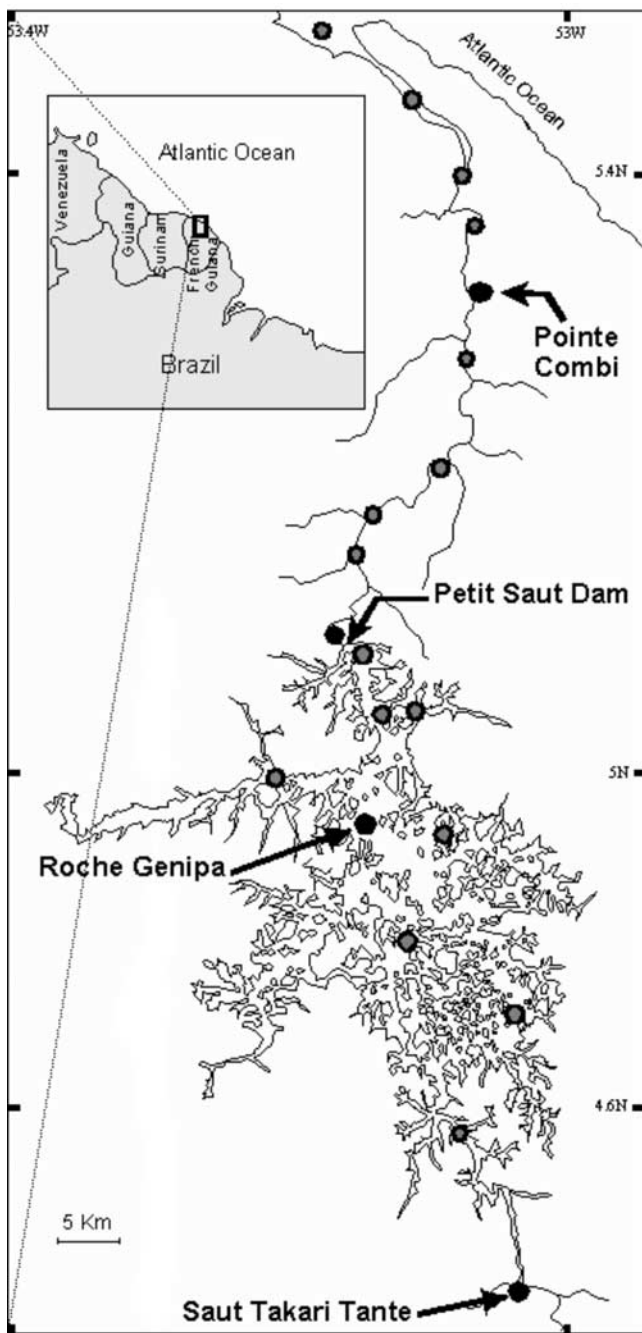 53.4W
53W
Atlantic Ocean
Atlantic Ocean
Venezuela
Guiana
Surinam
French
Guiana
Brazil
5.4N
Pointe
Combi
Petit Saut Dam
5N
Roche Genipa
4.6N
5 Km
Saut Takari Tante